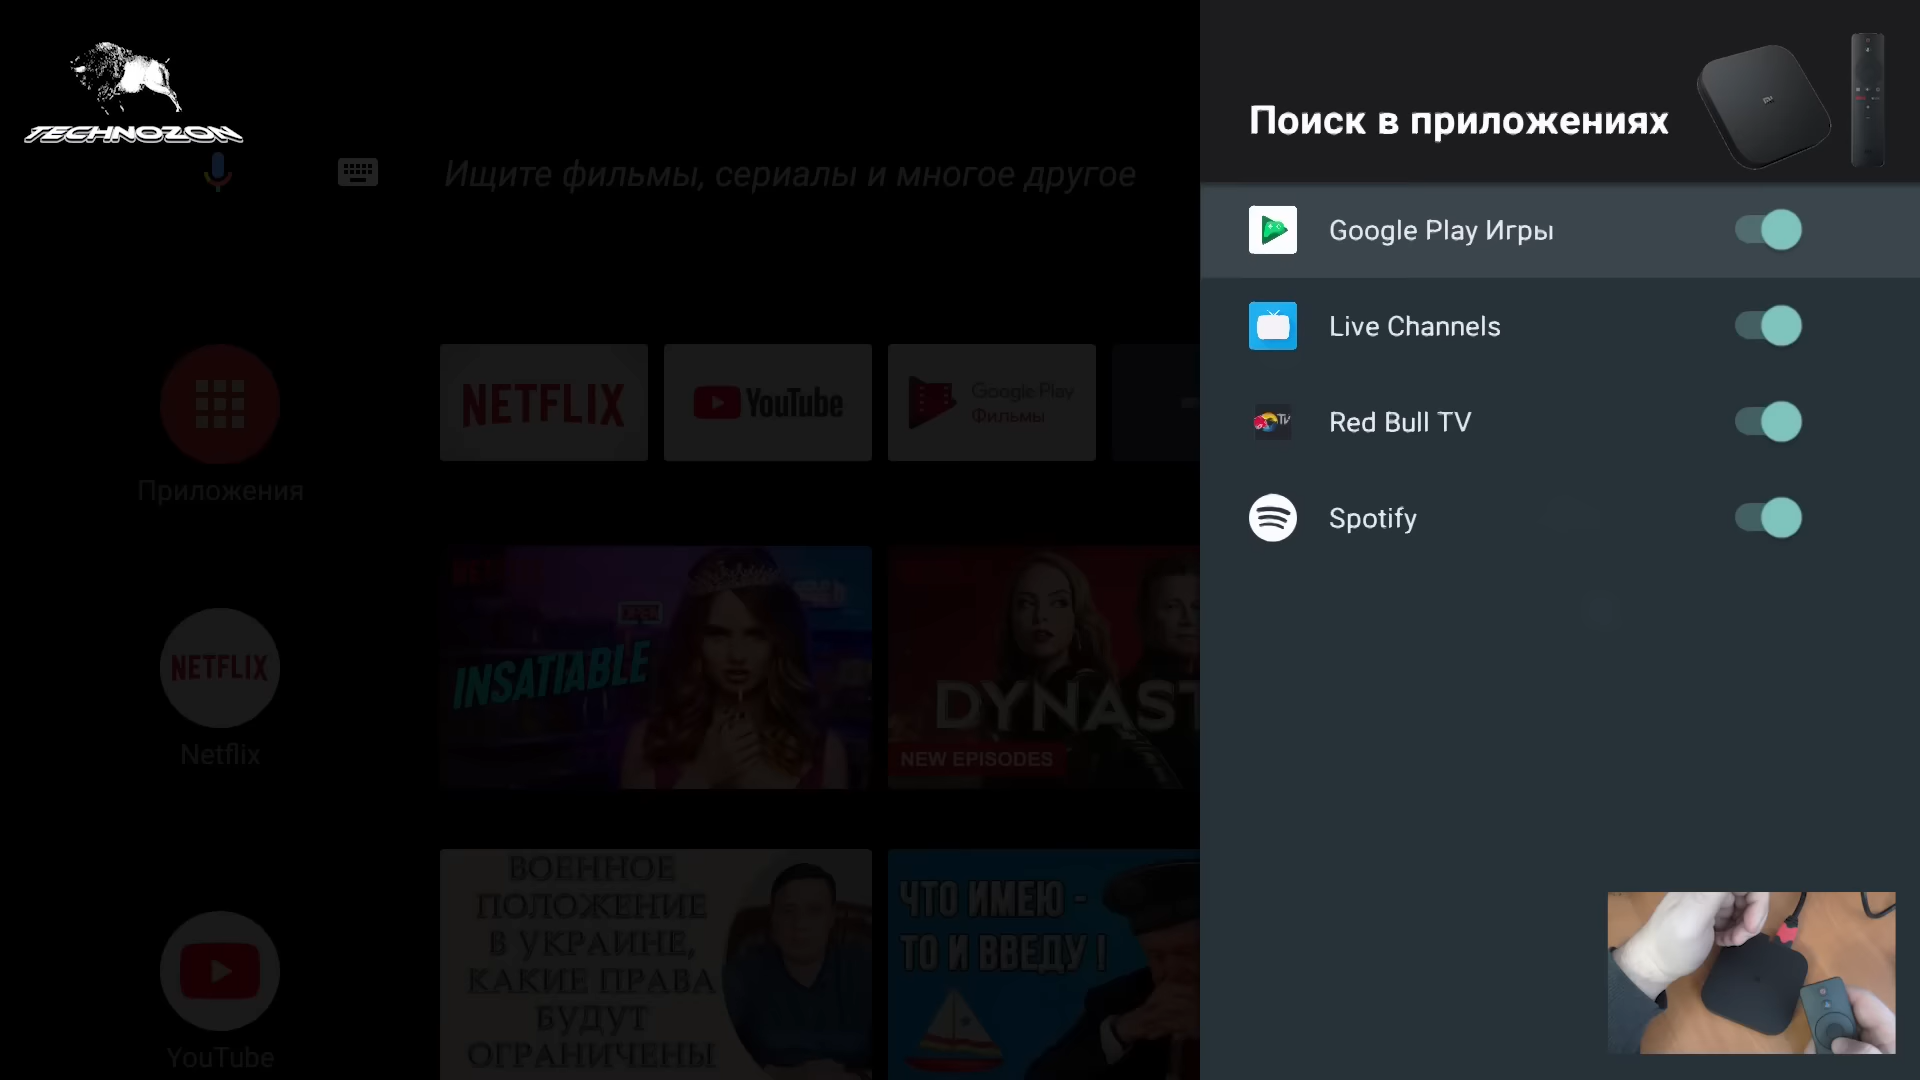 TECHNOZON
Ищите фильмы, сериалы и многое другое
Приложения
NETFLIX
YouTube
Google Play
Фильмы
NETFLIX
Netflix
INSATIABLE
DYNAST
NEW EPISODES
YouTube
ВОЕННОЕ
ПОЛОЖЕНИЕ
В УКРАИНЕ,
КАКИЕ ПРАВА
БУДУТ
ОГРАНИЧЕНЫ
ЧТО ИМЕЮ -
ТО И ВВЕДУ !
Поиск в приложениях
Google Play Игры
Live Channels
TV
Red Bull TV
Spotify